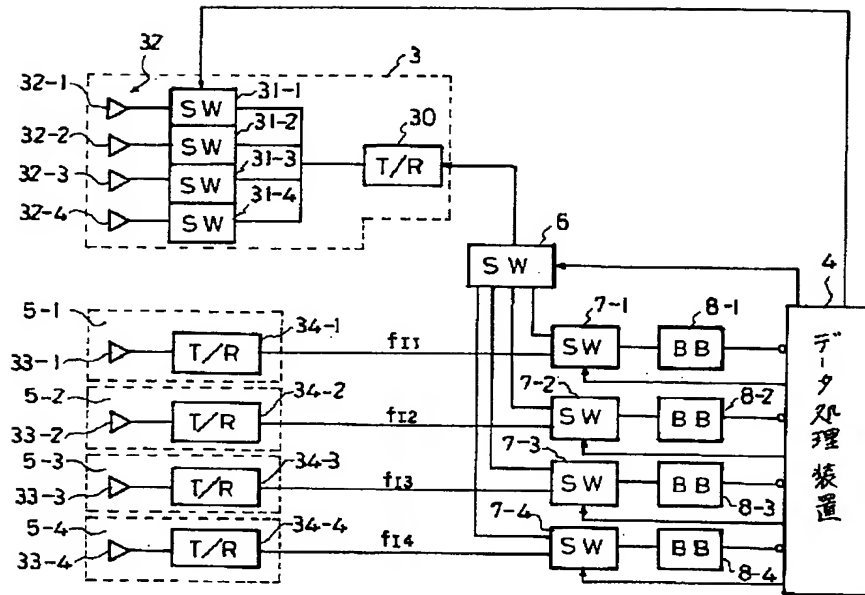 32
3
32-1
SW
31-1
30
32-2
SW
31-2
T/R
32-3
SW
31-3
32-4
SW
31-4
6
SW
4
データ処理装置
5-1
34-1
7-1
8-1
33-1
T/R
fI1
SW
BB
5-2
34-2
7-2
8-2
33-2
T/R
fI2
SW
BB
5-3
34-3
7-3
33-3
T/R
fI3
SW
BB
8-3
5-4
34-4
7-4
33-4
T/R
fI4
SW
BB
8-4